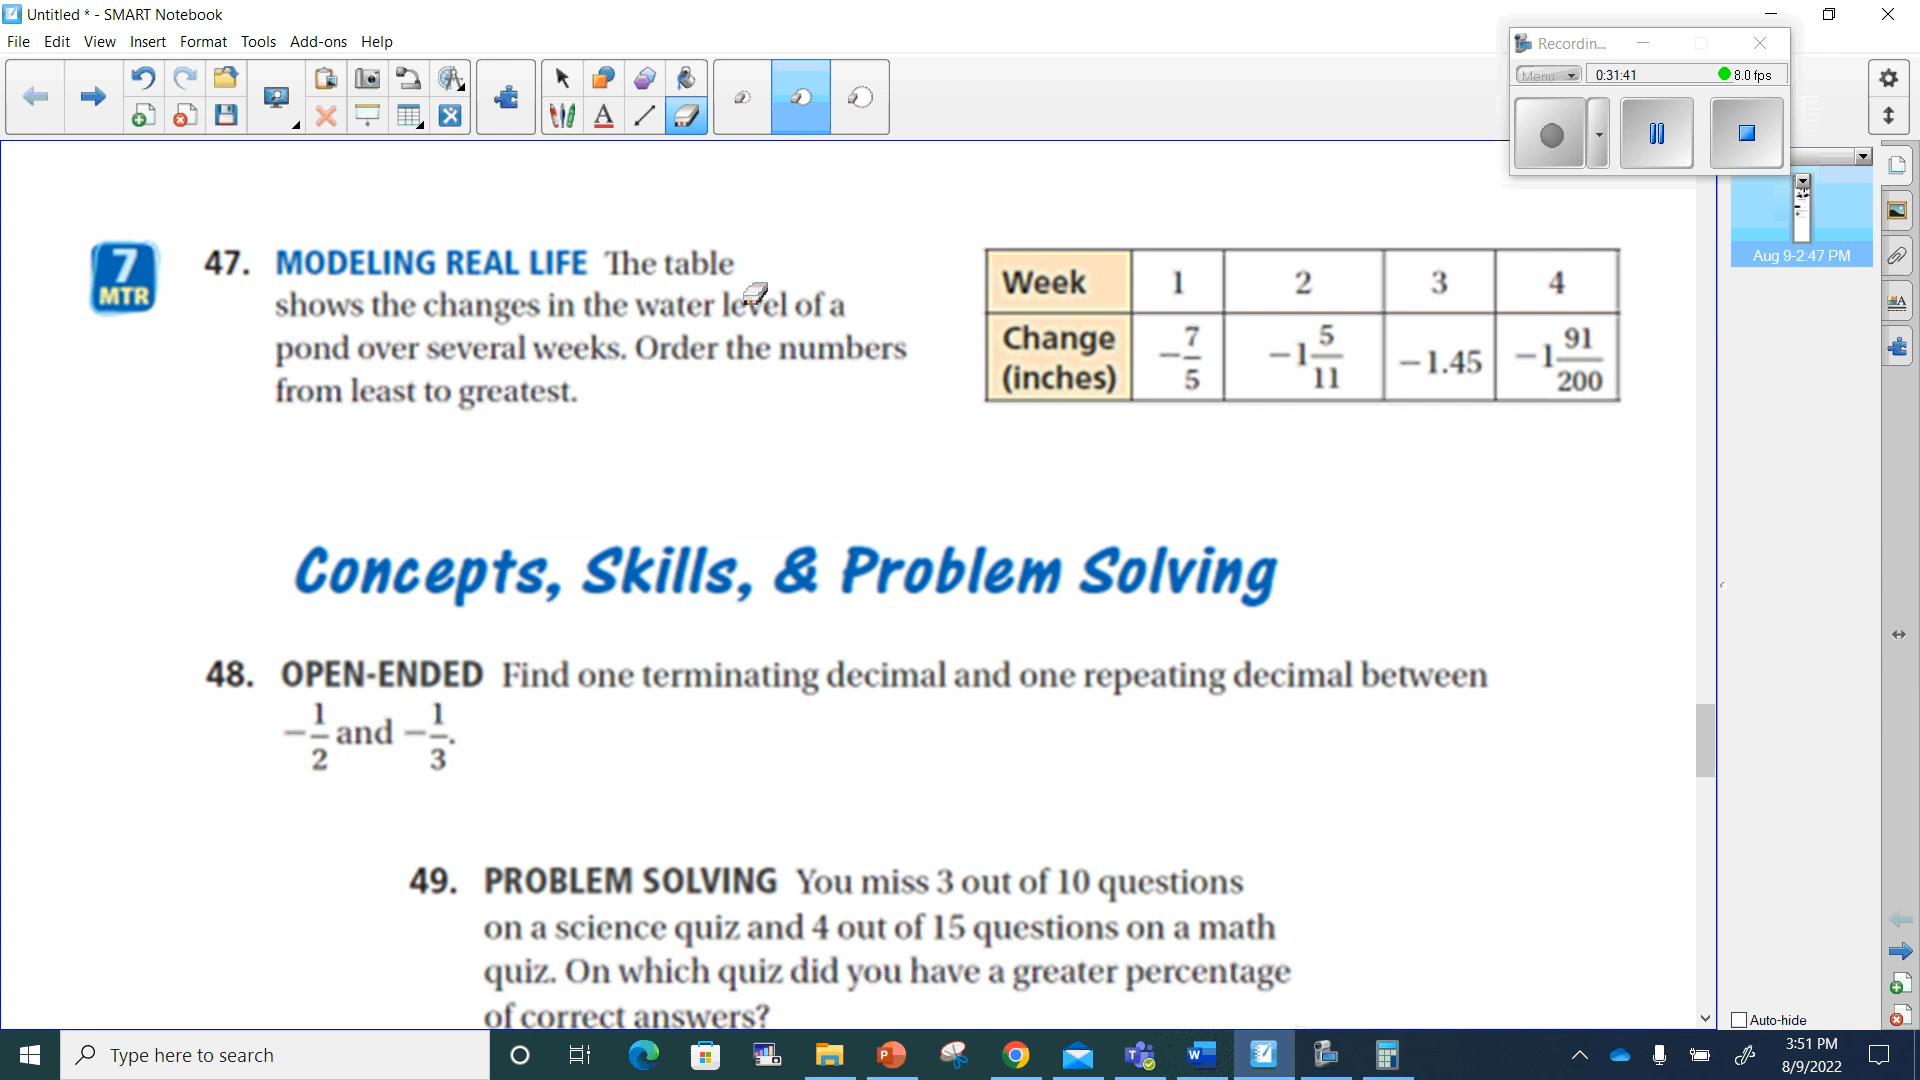 Untitled * - SMART Notebook
File Edit View Insert Format Tools Add-ons Help
Recordin...
Menu 0:31:41 8.0 fps
Aug 9-2:47 PM
7 MTR
47. MODELING REAL LIFE The table
shows the changes in the water level of a
pond over several weeks. Order the numbers
from least to greatest.
Week 1 2 3 4
Change (inches) −7/5 −1 5/11 −1.45 −1 91/200
Concepts, Skills, & Problem Solving
48. OPEN-ENDED Find one terminating decimal and one repeating decimal between
−1/2 and −1/3.
49. PROBLEM SOLVING You miss 3 out of 10 questions
on a science quiz and 4 out of 15 questions on a math
quiz. On which quiz did you have a greater percentage
of correct answers?
Auto-hide
Type here to search
3:51 PM
8/9/2022